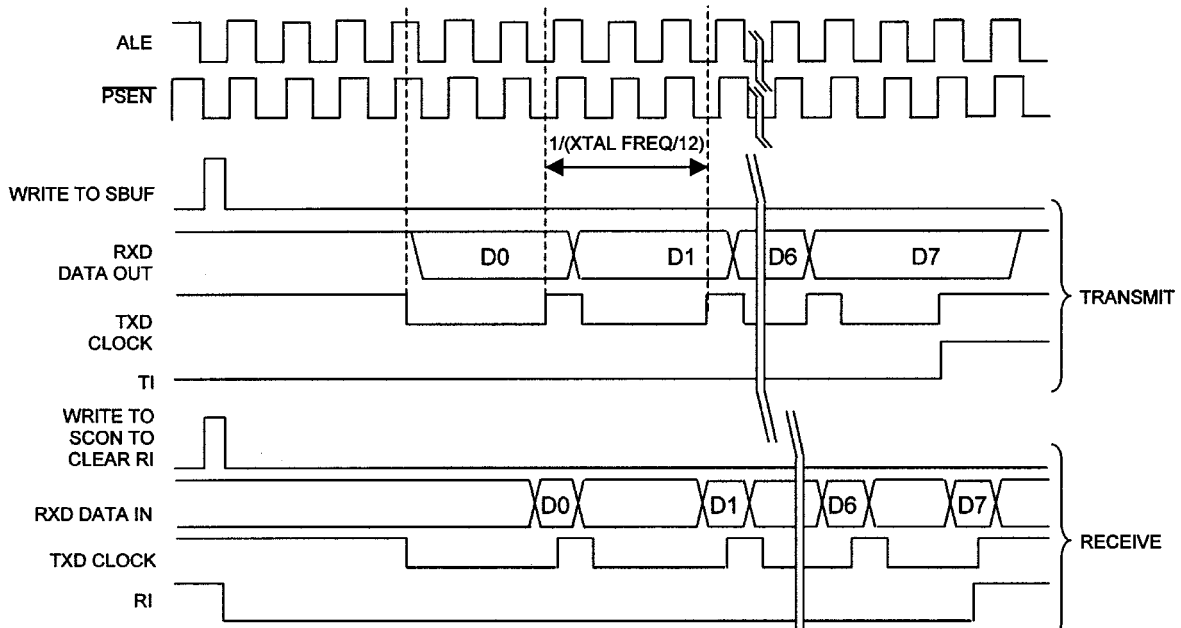 ALE
PSEN
1/(XTAL FREQ/12)
WRITE TO SBUF
RXD
DATA OUT
D0
D1
D6
D7
TXD
CLOCK
TI
TRANSMIT
WRITE TO
SCON TO
CLEAR RI
RXD DATA IN
D0
D1
D6
D7
TXD CLOCK
RI
RECEIVE